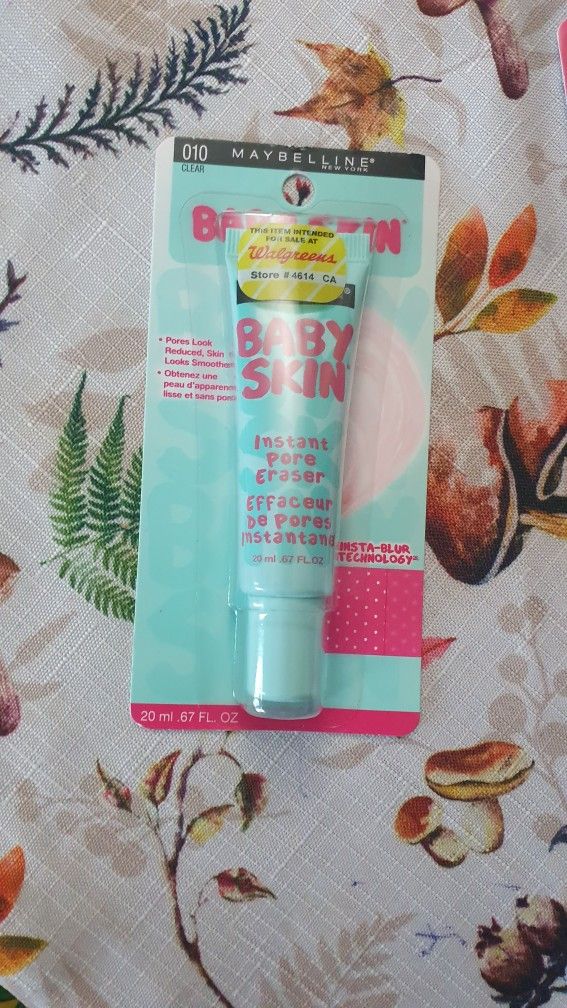 010
CLEAR
MAYBELLINE®
NEW YORK
THIS ITEM INTENDED
FOR SALE AT
Walgreens
Store # 4614 CA
BABY
SKIN
• Pores Look
Reduced, Skin
Looks Smoother
• Obtenez une
peau d'apparen
lisse et sans por
Instant
Pore
Eraser
Effaceur
De Pores
Instantané
20 ml .67 FL.OZ
INSTA-BLUR
TECHNOLOGY
20 ml .67 FL. OZ